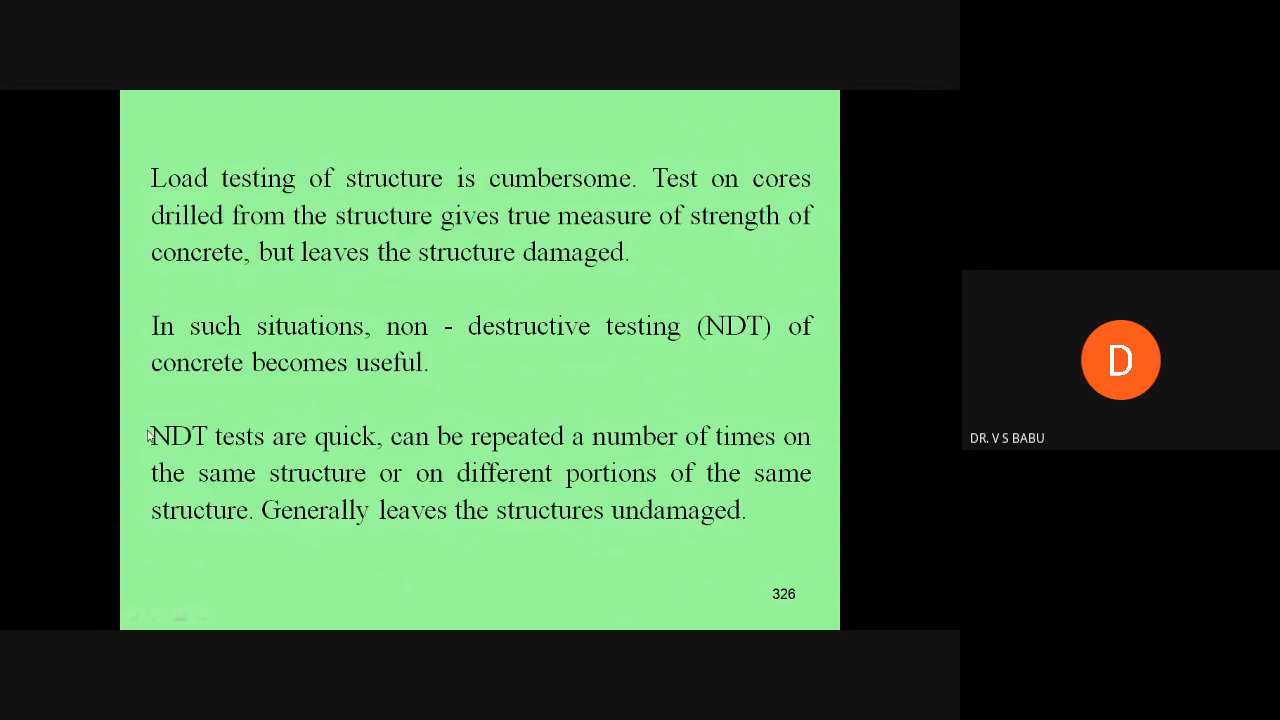 Load testing of structure is cumbersome. Test on cores
drilled from the structure gives true measure of strength of
concrete, but leaves the structure damaged.
In such situations, non - destructive testing (NDT) of
concrete becomes useful.
NDT tests are quick, can be repeated a number of times on
the same structure or on different portions of the same
structure. Generally leaves the structures undamaged.
326
D
DR. V S BABU